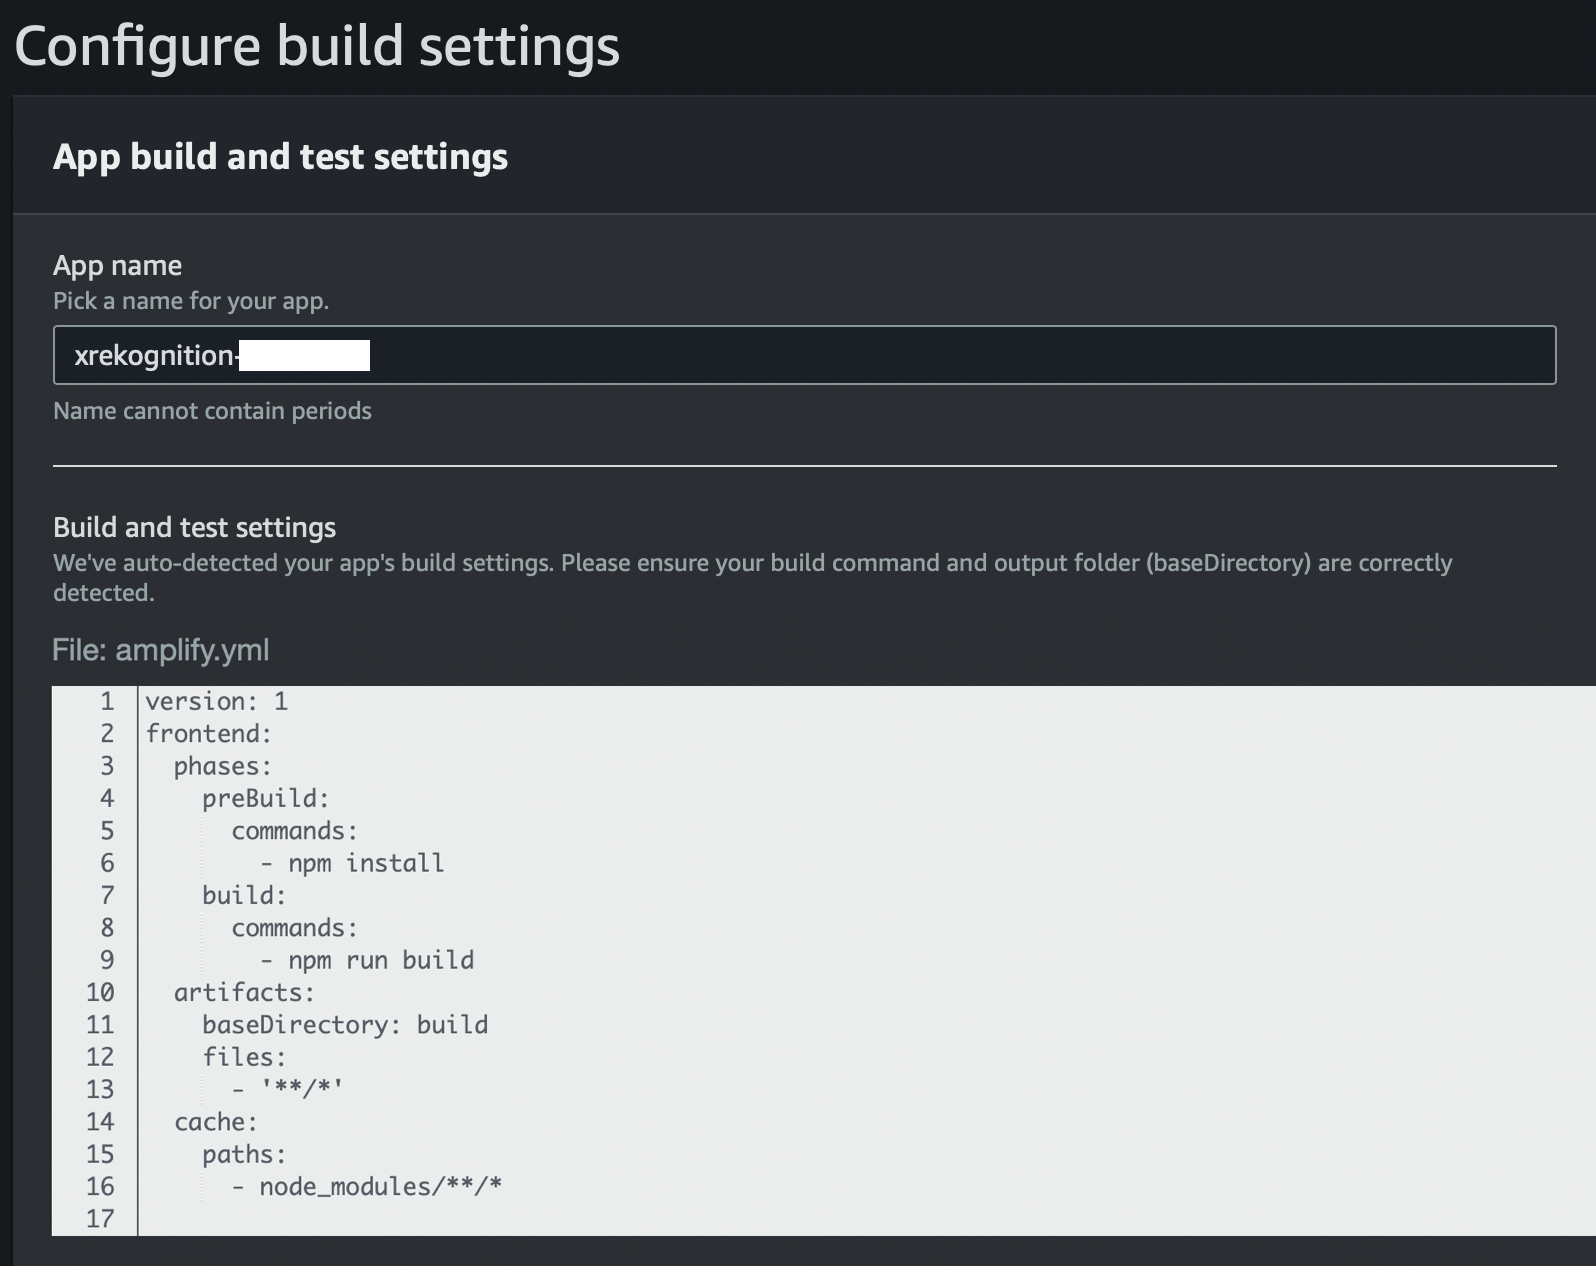 Configure build settings
App build and test settings
App name
Pick a name for your app.
xrekognition-
Name cannot contain periods
Build and test settings
We've auto-detected your app's build settings. Please ensure your build command and output folder (baseDirectory) are correctly
detected.
File: amplify.yml
1 version: 1
2 frontend:
3   phases:
4     preBuild:
5       commands:
6         - npm install
7     build:
8       commands:
9         - npm run build
10   artifacts:
11     baseDirectory: build
12     files:
13       - '**/*'
14   cache:
15     paths:
16       - node_modules/**/*
17